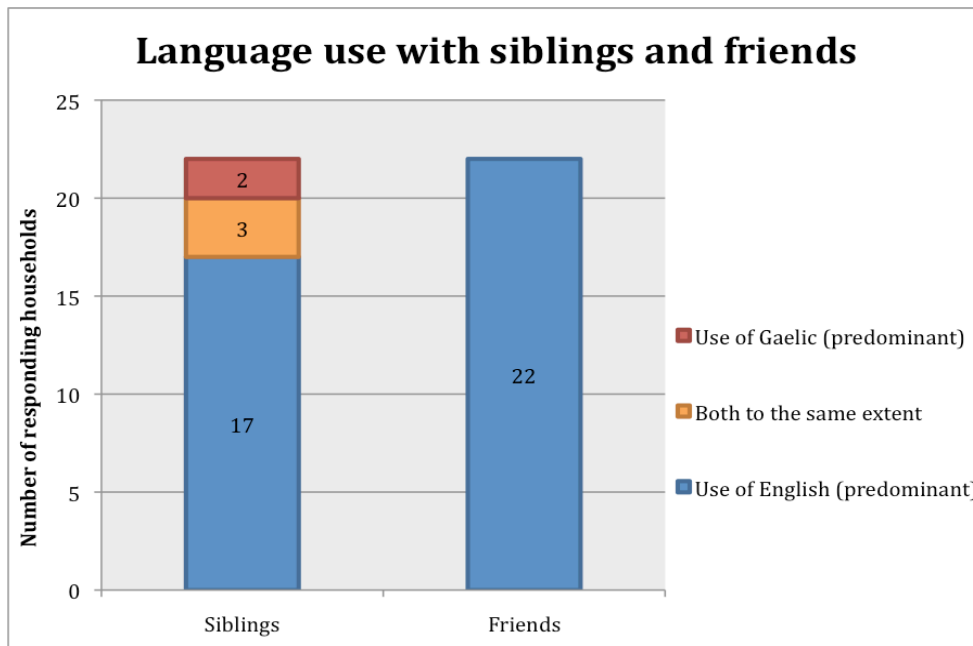 Language use with siblings and friends
Number of responding households
25
20
15
10
5
0
2
3
17
22
Siblings
Friends
Use of Gaelic (predominant)
Both to the same extent
Use of English (predominant)